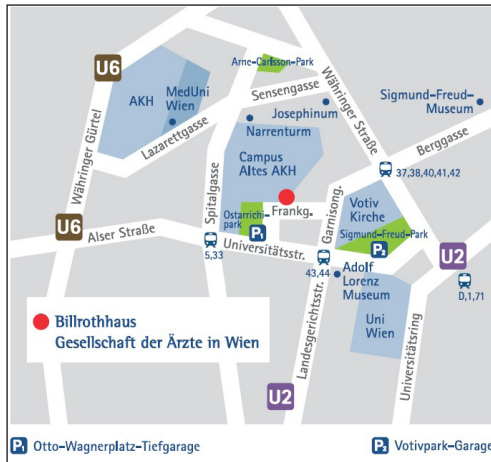 U6
Arne-Carlsson-Park
AKH
MedUni
Wien
Sensengasse
Währinger Straße
Sigmund-Freud-
Museum
Josephinum
Narrenturm
Lazarettgasse
Währinger Gürtel
Berggasse
Campus
Altes AKH
37,38,40,41,42
Spitalgasse
U6
Ostarrichi-
park
Frankg.
Garnisong.
Votiv
Kirche
Alser Straße
P1
Sigmund-Freud-Park
P2
U2
5,33
Universitätsstr.
43,44
Adolf
Lorenz
Museum
D,1,71
Billrothhaus
Gesellschaft der Ärzte in Wien
Uni
Wien
Landesgerichtsstr.
Universitätsring
U2
P1 Otto-Wagnerplatz-Tiefgarage
P2 Votivpark-Garage